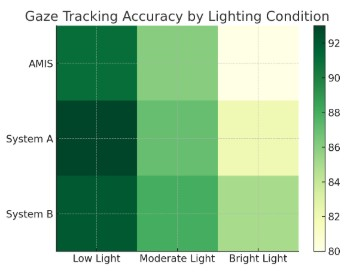 Gaze Tracking Accuracy by Lighting Condition
AMIS
System A
System B
Low Light Moderate Light Bright Light
92
90
88
86
84
82
80